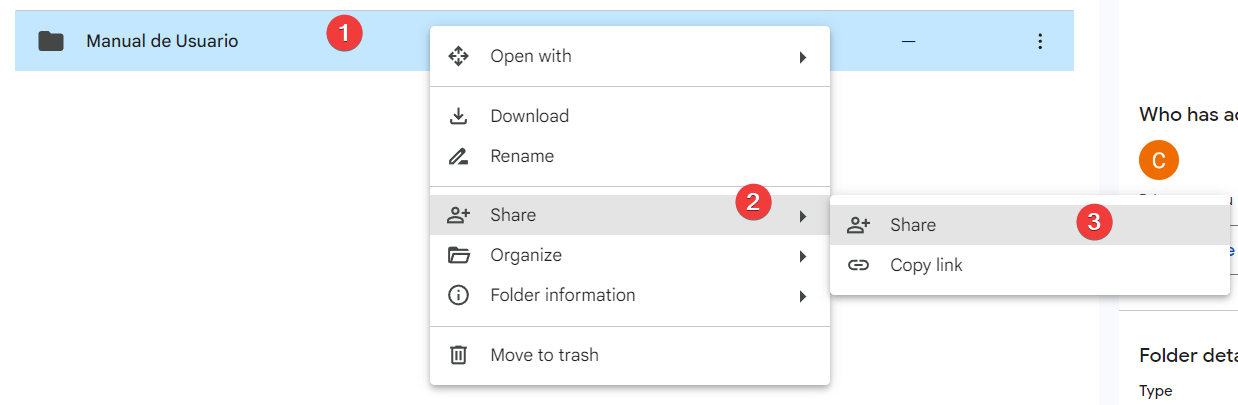 Manual de Usuario
1
—
Open with
Download
Rename
Share
2
Organize
Folder information
Move to trash
Share
3
Copy link
Who has ac
C
Folder deta
Type